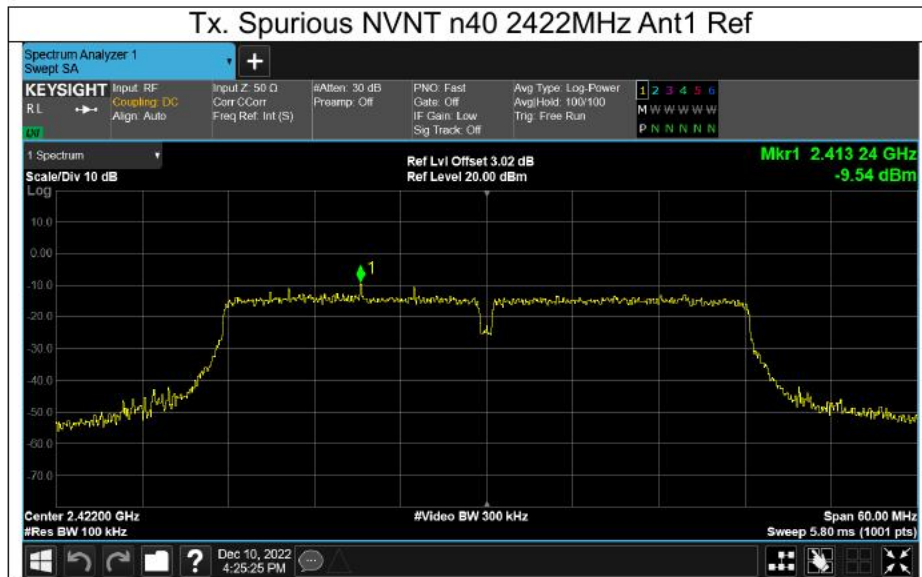 Tx. Spurious NVNT n40 2422MHz Ant1 Ref
Spectrum Analyzer 1
Swept SA
+
KEYSIGHT
RL
Input: RF
Coupling: DC
Align: Auto
Input Z: 50 Ω
Corr CCorr
Freq Ref: Int (S)
#Atten: 30 dB
Preamp: Off
PNO: Fast
Gate: Off
IF Gain: Low
Sig Track: Off
Avg Type: Log-Power
Avg|Hold: 100/100
Trig: Free Run
1 2 3 4 5 6
M W W W W W
P N N N N N
1 Spectrum
Scale/Div 10 dB
Ref Lvl Offset 3.02 dB
Ref Level 20.00 dBm
Mkr1 2.413 24 GHz
-9.54 dBm
Log
10.0
0.00
-10.0
-20.0
-30.0
-40.0
-50.0
-60.0
-70.0
1
Center 2.42200 GHz
#Res BW 100 kHz
#Video BW 300 kHz
Span 60.00 MHz
Sweep 5.80 ms (1001 pts)
?
Dec 10, 2022
4:25:25 PM